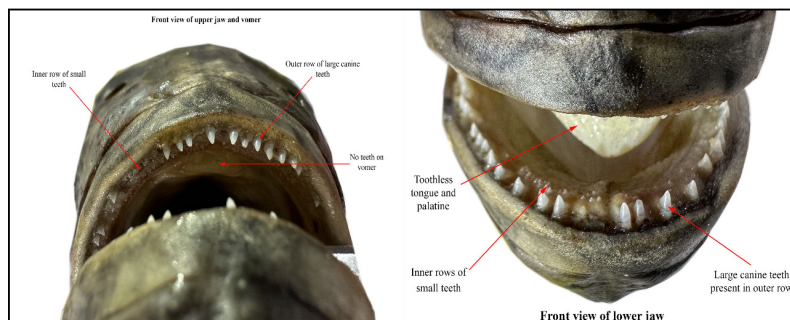 Front view of upper jaw and vomer
Inner row of small
teeth
Outer row of large canine
teeth
No teeth on
vomer
Toothless
tongue and
palatine
Inner rows of
small teeth
Large canine teeth
present in outer row
Front view of lower jaw